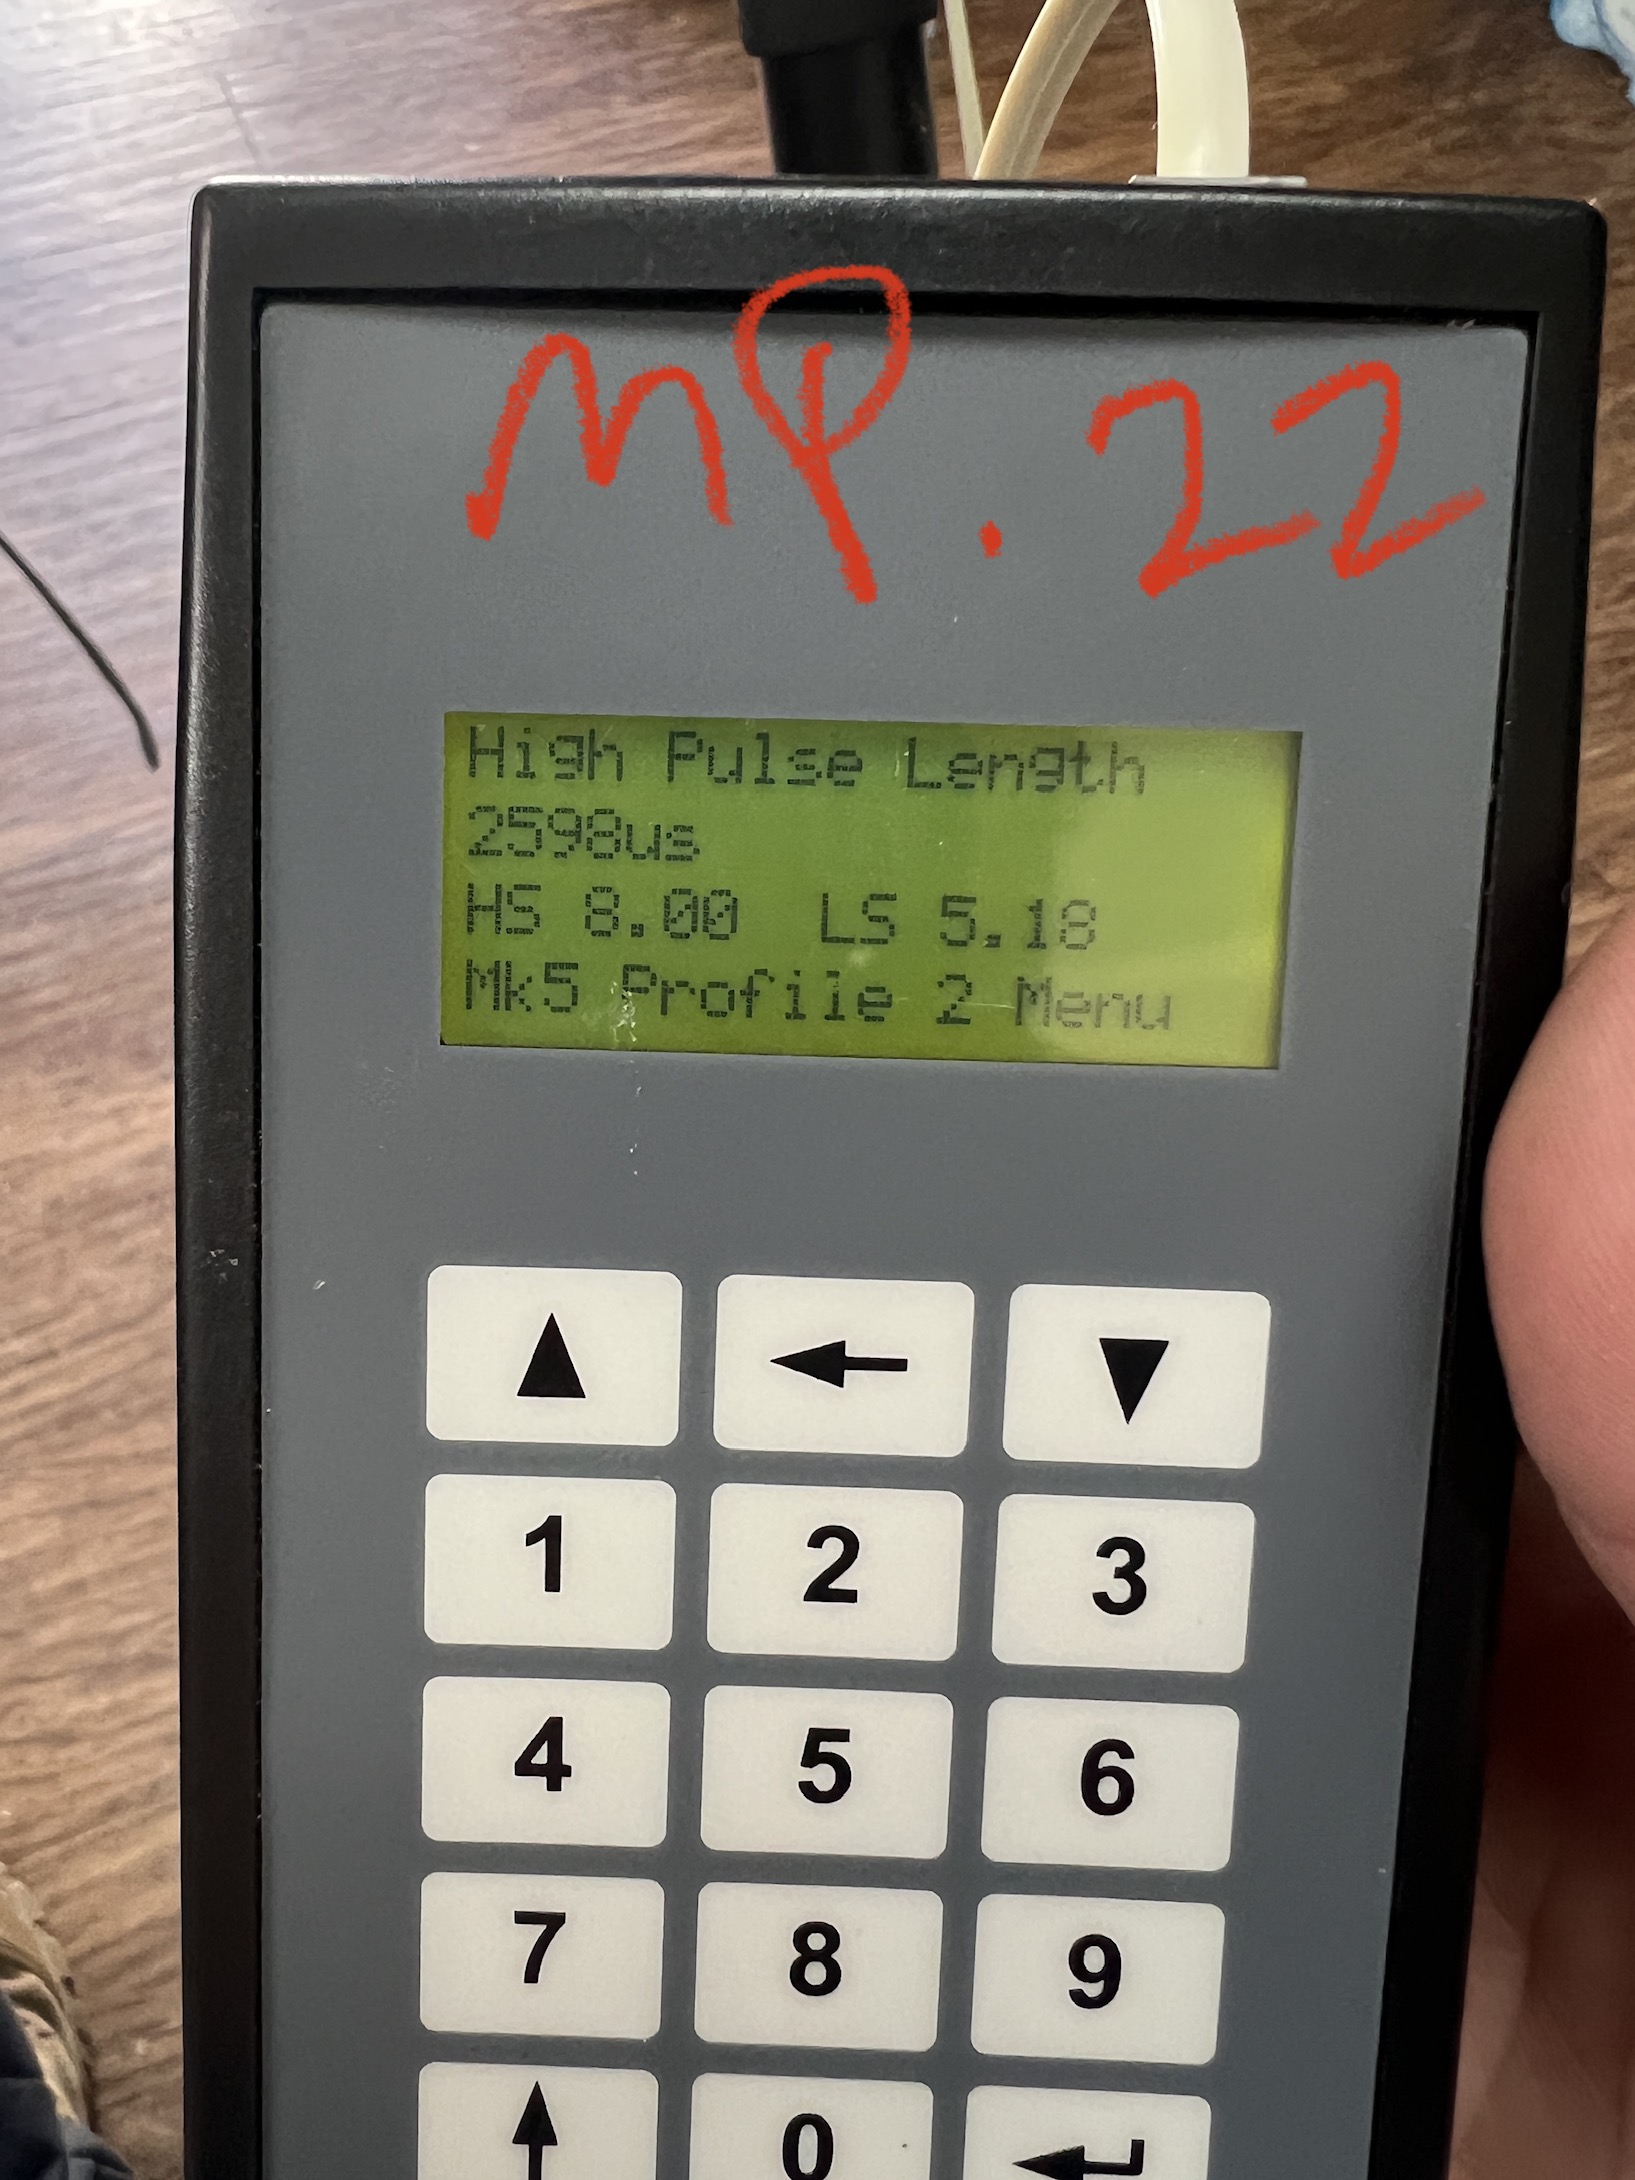 MP.22
High Pulse Length
2598us
HS 8.00 LS 5.18
Mk5 Profile 2 Menu
▲ ← ▼
1 2 3
4 5 6
7 8 9
↑ 0 ↵